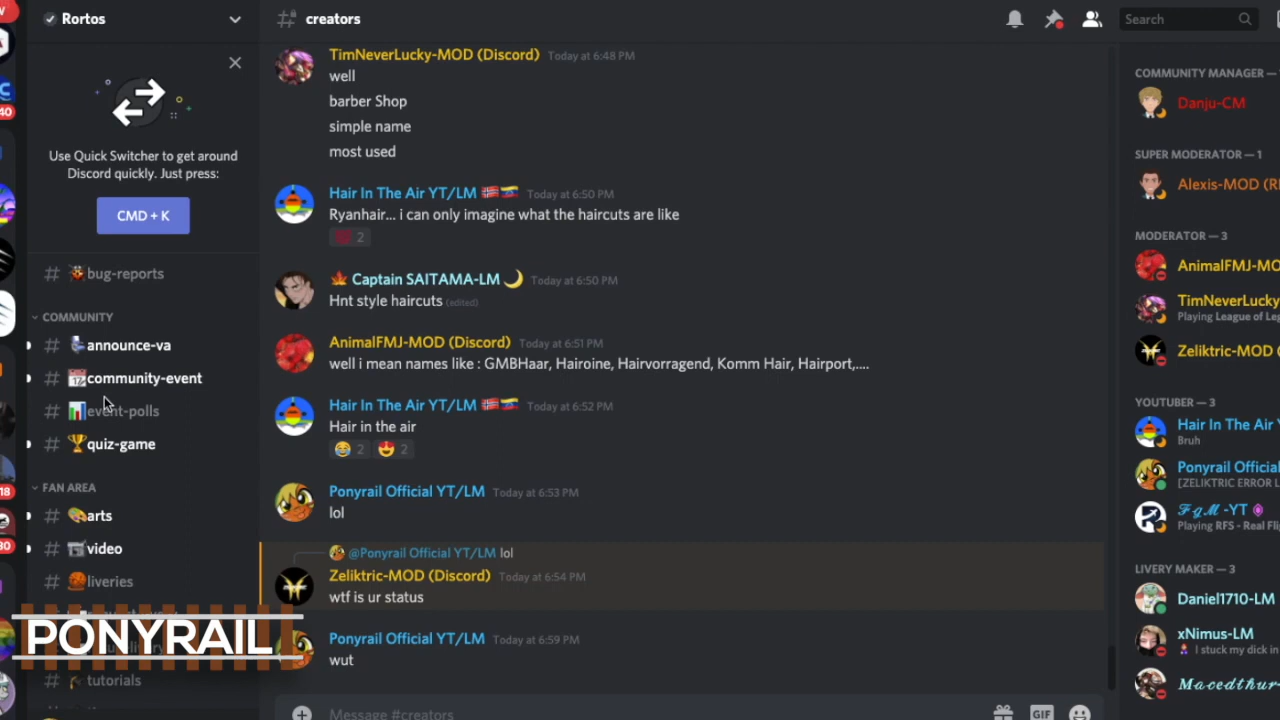 Rortos
Use Quick Switcher to get around
Discord quickly. Just press:
CMD + K
# bug-reports
COMMUNITY
# announce-va
# community-event
# event-polls
# quiz-game
FAN AREA
# arts
# video
# liveries
PONYRAIL
# tutorials
40
18
30
creators
TimNeverLucky-MOD (Discord) Today at 6:48 PM
well
barber Shop
simple name
most used
Hair In The Air YT/LM Today at 6:50 PM
Ryanhair... i can only imagine what the haircuts are like
2
Captain SAITAMA-LM Today at 6:50 PM
Hnt style haircuts (edited)
AnimalFMJ-MOD (Discord) Today at 6:51 PM
well i mean names like : GMBHaar, Hairoine, Hairvorragend, Komm Hair, Hairport,....
Hair In The Air YT/LM Today at 6:52 PM
Hair in the air
2 2
Ponyrail Official YT/LM Today at 6:53 PM
lol
@Ponyrail Official YT/LM lol
Zeliktric-MOD (Discord) Today at 6:54 PM
wtf is ur status
Ponyrail Official YT/LM Today at 6:59 PM
wut
Message #creators
GIF
Search
COMMUNITY MANAGER —
Danju-CM
SUPER MODERATOR — 1
Alexis-MOD (R
MODERATOR — 3
AnimalFMJ-MO
TimNeverLucky
Playing League of Leg
Zeliktric-MOD
YOUTUBER — 3
Hair In The Air
Bruh
Ponyrail Official
[ZELIKTRIC ERROR L
𝓕𝓰𝓜 -YT
Playing RFS - Real Fli
LIVERY MAKER — 3
Daniel1710-LM
xNimus-LM
I stuck my dick in
𝓜𝓪𝓬𝓮𝓭𝓽𝓱𝓾𝓻-